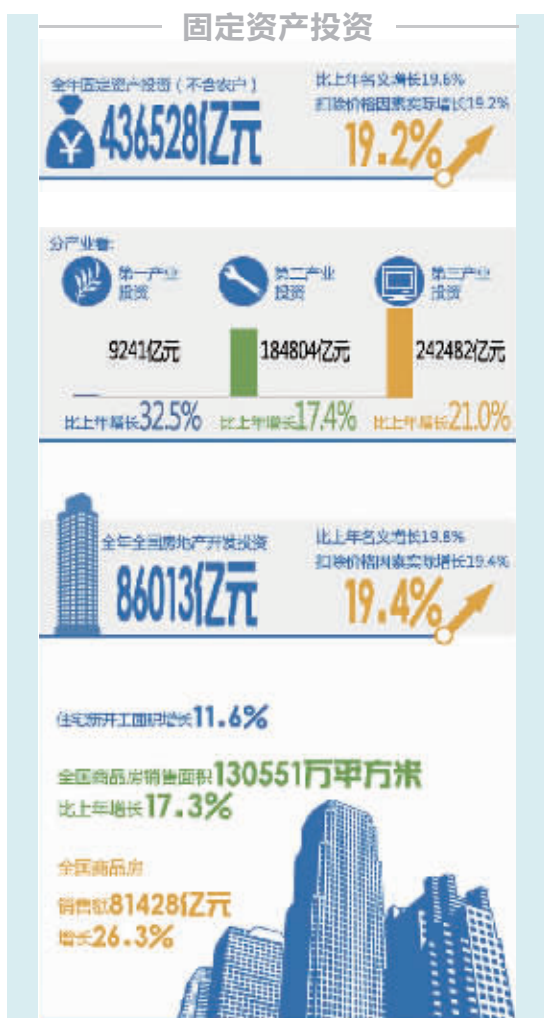 固定资产投资
全年固定资产投资（不含农户）
436528亿元
比上年名义增长19.6%
扣除价格因素实际增长19.2%
19.2%
分产业看:
第一产业
投资
第二产业
投资
第三产业
投资
9241亿元
184804亿元
242482亿元
比上年增长32.5%
比上年增长17.4%
比上年增长21.0%
全年全国房地产开发投资
86013亿元
比上年名义增长19.8%
扣除价格因素实际增长19.4%
19.4%
住宅新开工面积增长11.6%
全国商品房销售面积130551万平方米
比上年增长17.3%
全国商品房
销售额81428亿元
增长26.3%